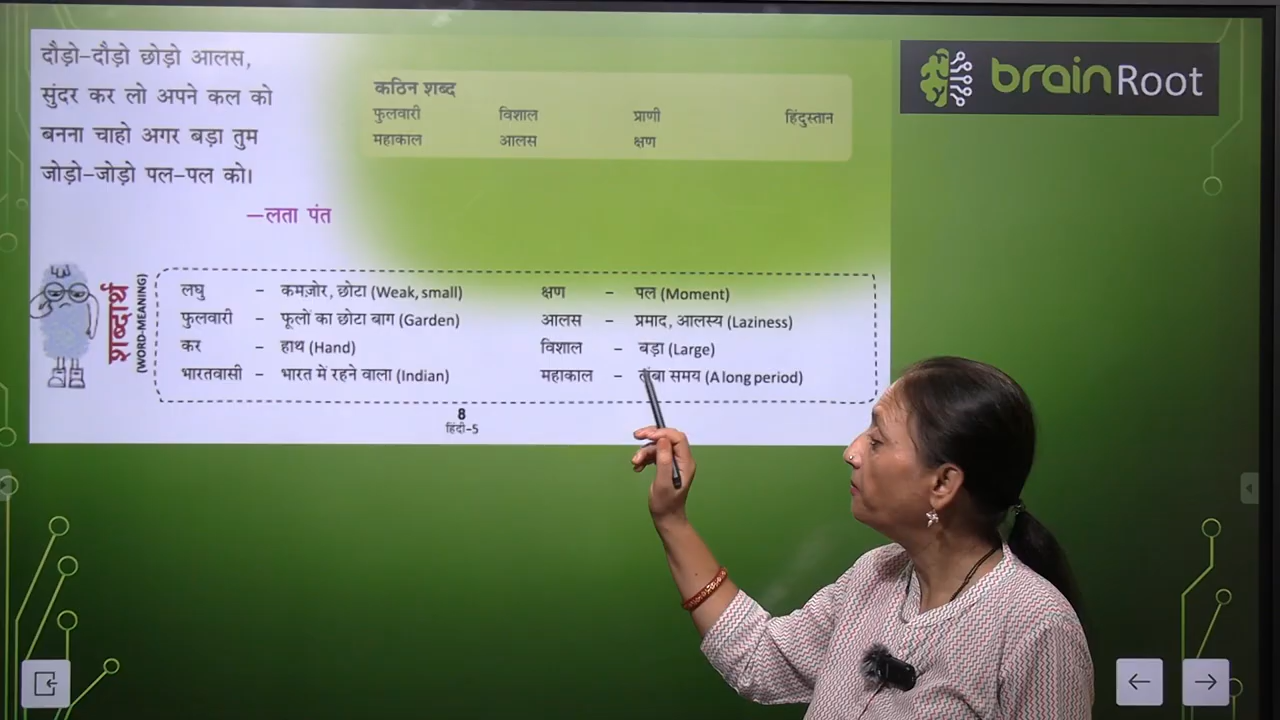 दौड़ो-दौड़ो छोड़ो आलस,
सुंदर कर लो अपने कल को
बनना चाहो अगर बड़ा तुम
जोड़ो-जोड़ो पल-पल को।
—लता पंत
कठिन शब्द
फुलवारी विशाल प्राणी हिंदुस्तान
महाकाल आलस क्षण
brainRoot
शब्दार्थ
(WORD-MEANING)
लघु – कमज़ोर, छोटा (Weak, small) क्षण – पल (Moment)
फुलवारी – फूलों का छोटा बाग (Garden) आलस – प्रमाद, आलस्य (Laziness)
कर – हाथ (Hand) विशाल – बड़ा (Large)
भारतवासी – भारत में रहने वाला (Indian) महाकाल – लंबा समय (A long period)
8
हिंदी-5